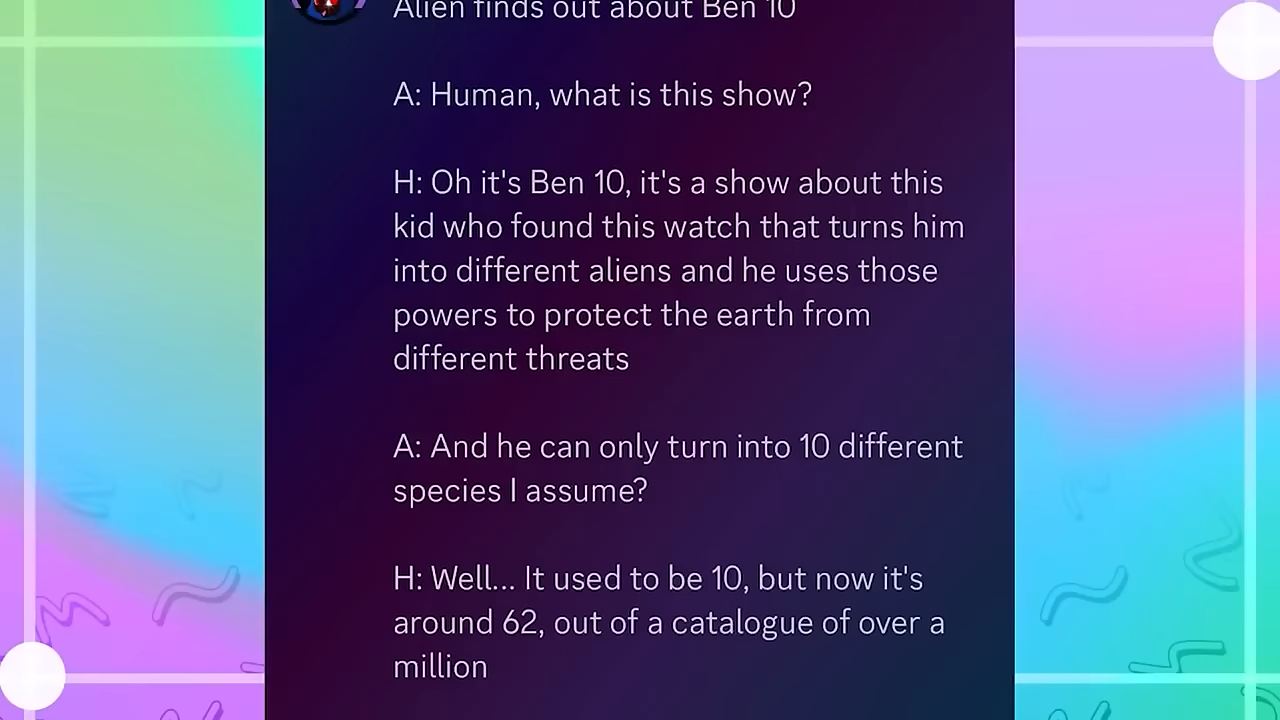 Alien finds out about Ben 10
A: Human, what is this show?
H: Oh it's Ben 10, it's a show about this
kid who found this watch that turns him
into different aliens and he uses those
powers to protect the earth from
different threats
A: And he can only turn into 10 different
species I assume?
H: Well... It used to be 10, but now it's
around 62, out of a catalogue of over a
million